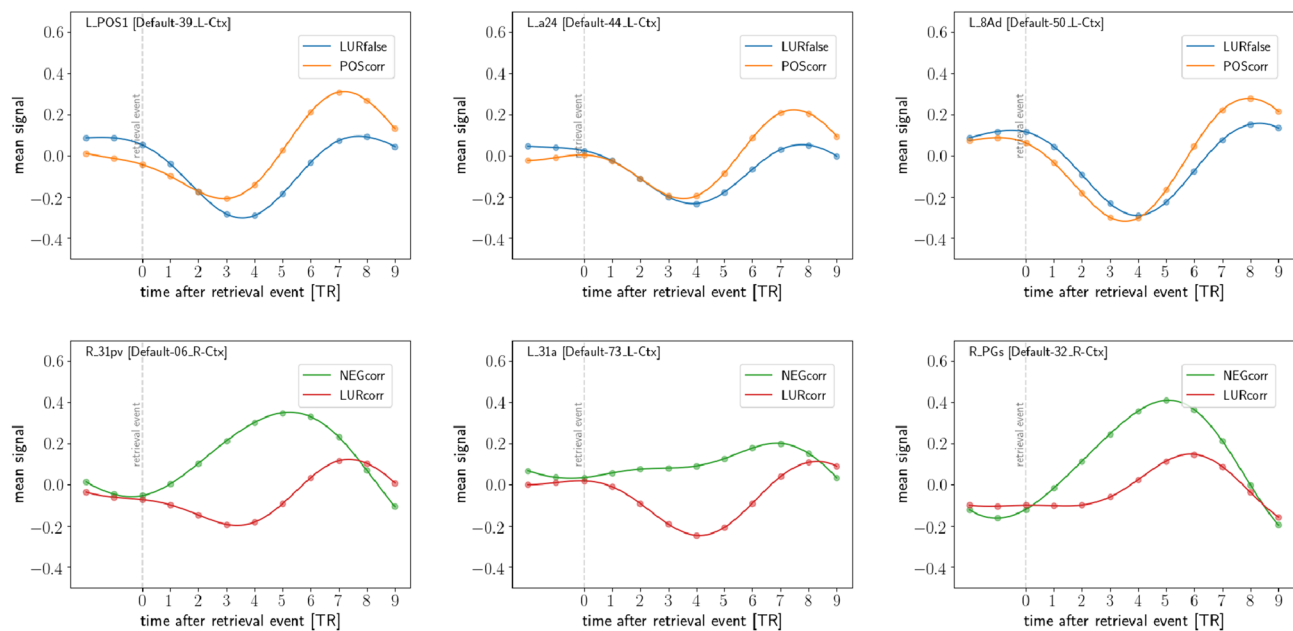 L_POS1 [Default-39_L-Ctx]
LURfalse
POScorr
retrieval event
mean signal
0.6
0.4
0.2
0.0
−0.2
−0.4
0 1 2 3 4 5 6 7 8 9
time after retrieval event [TR]
L_a24 [Default-44_L-Ctx]
LURfalse
POScorr
retrieval event
mean signal
0.6
0.4
0.2
0.0
−0.2
−0.4
0 1 2 3 4 5 6 7 8 9
time after retrieval event [TR]
L_8Ad [Default-50_L-Ctx]
LURfalse
POScorr
retrieval event
mean signal
0.6
0.4
0.2
0.0
−0.2
−0.4
0 1 2 3 4 5 6 7 8 9
time after retrieval event [TR]
R_31pv [Default-06_R-Ctx]
NEGcorr
LURcorr
retrieval event
mean signal
0.6
0.4
0.2
0.0
−0.2
−0.4
0 1 2 3 4 5 6 7 8 9
time after retrieval event [TR]
L_31a [Default-73_L-Ctx]
NEGcorr
LURcorr
retrieval event
mean signal
0.6
0.4
0.2
0.0
−0.2
−0.4
0 1 2 3 4 5 6 7 8 9
time after retrieval event [TR]
R_PGs [Default-32_R-Ctx]
NEGcorr
LURcorr
retrieval event
mean signal
0.6
0.4
0.2
0.0
−0.2
−0.4
0 1 2 3 4 5 6 7 8 9
time after retrieval event [TR]